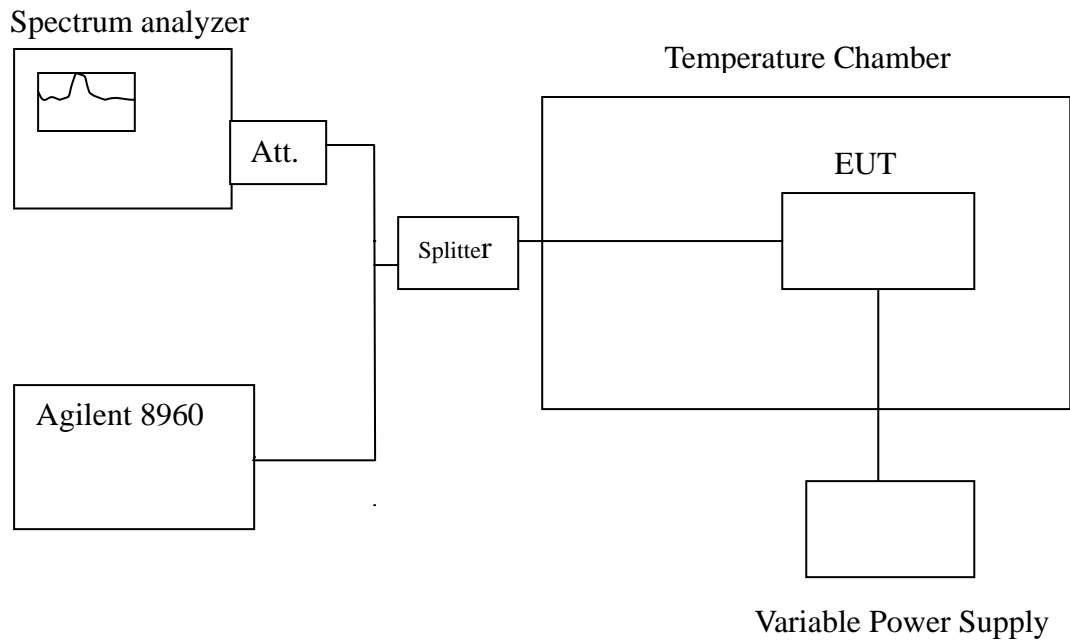 Spectrum analyzer
Temperature Chamber
Att.
EUT
Splitter
Agilent 8960
Variable Power Supply